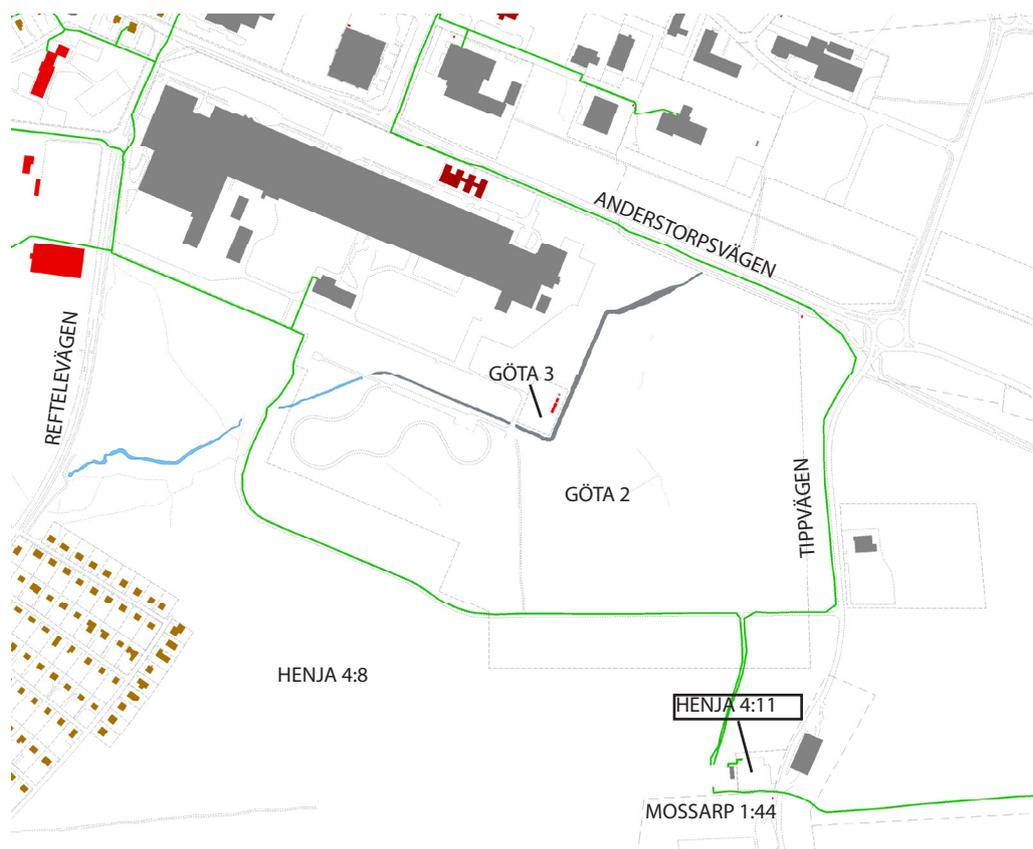 ANDERSTORPSVÄGEN
REFTELEVÄGEN
GÖTA 3
GÖTA 2
TIPPVÄGEN
HENJA 4:8
HENJA 4:11
MOSSARP 1:44